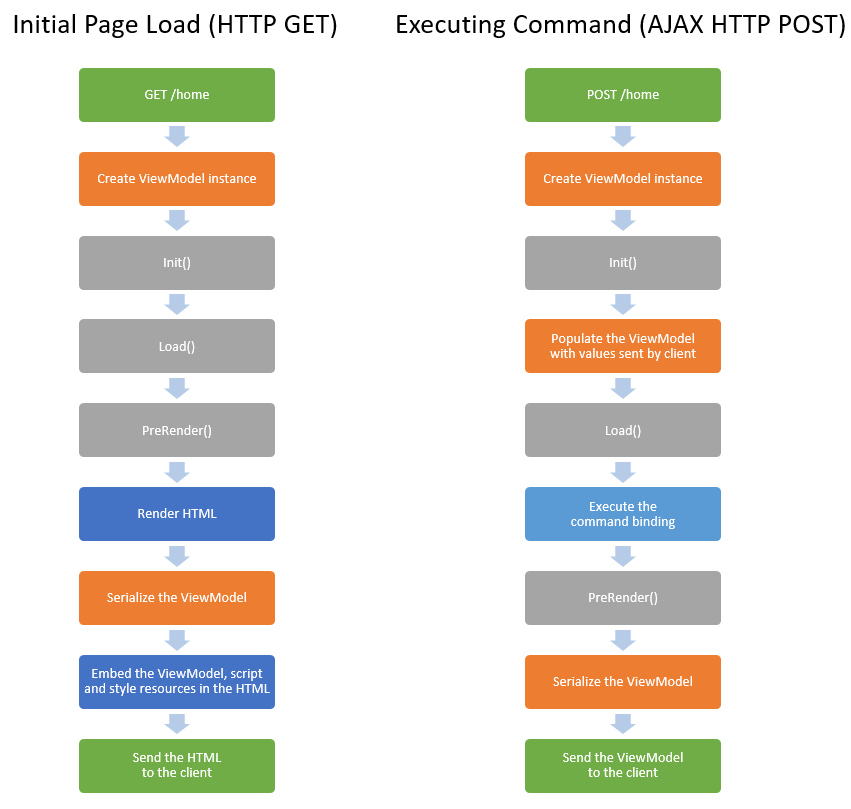 Initial Page Load (HTTP GET)
GET /home
Create ViewModel instance
Init()
Load()
PreRender()
Render HTML
Serialize the ViewModel
Embed the ViewModel, script
and style resources in the HTML
Send the HTML
to the client
Executing Command (AJAX HTTP POST)
POST /home
Create ViewModel instance
Init()
Populate the ViewModel
with values sent by client
Load()
Execute the
command binding
PreRender()
Serialize the ViewModel
Send the ViewModel
to the client